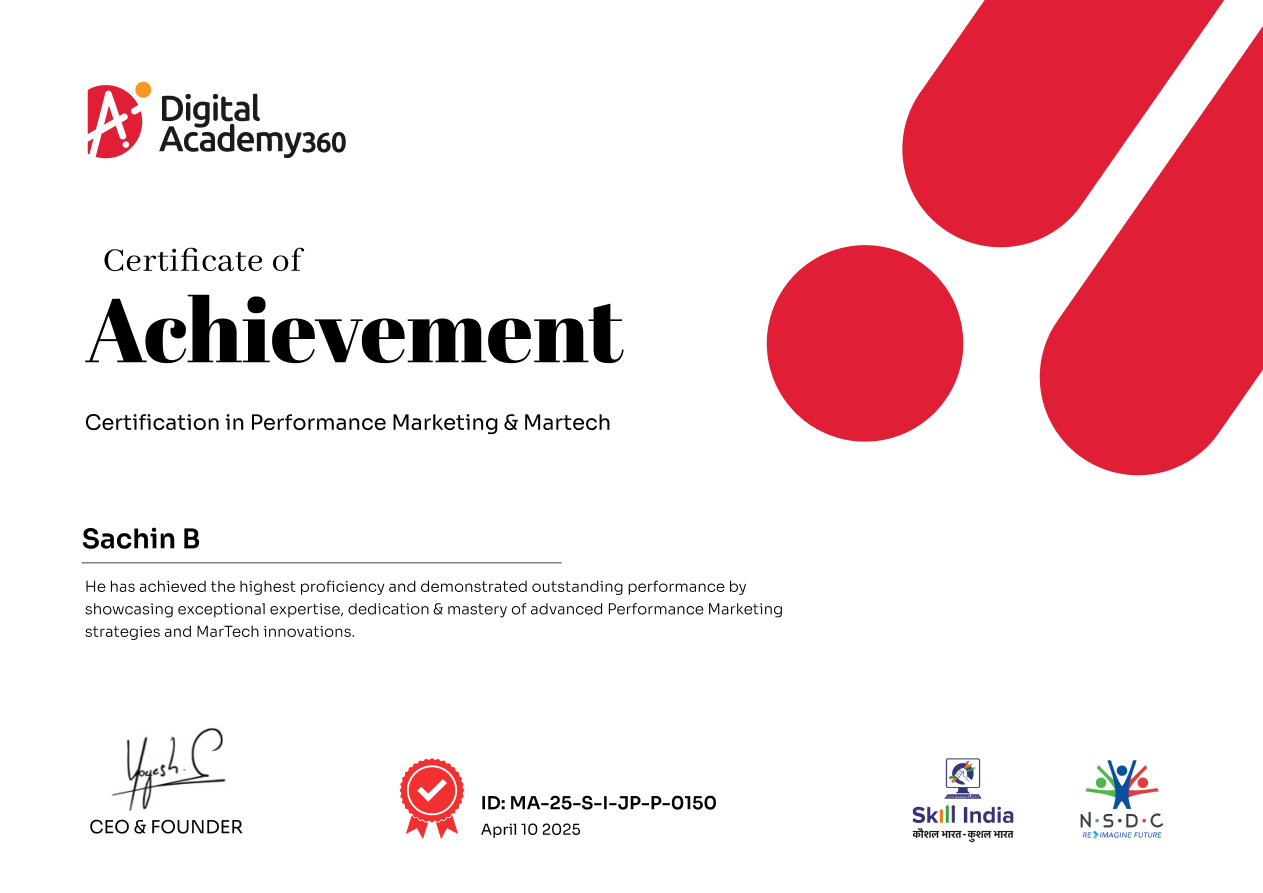 Digital
Academy360
Certificate of
Achievement
Certification in Performance Marketing & Martech
Sachin B
He has achieved the highest proficiency and demonstrated outstanding performance by
showcasing exceptional expertise, dedication & mastery of advanced Performance Marketing
strategies and MarTech innovations.
Yogesh. S
CEO & FOUNDER
ID: MA-25-S-I-JP-P-0150
April 10 2025
Skill India
कौशल भारत - कुशल भारत
N·S·D·C
RE IMAGINE FUTURE